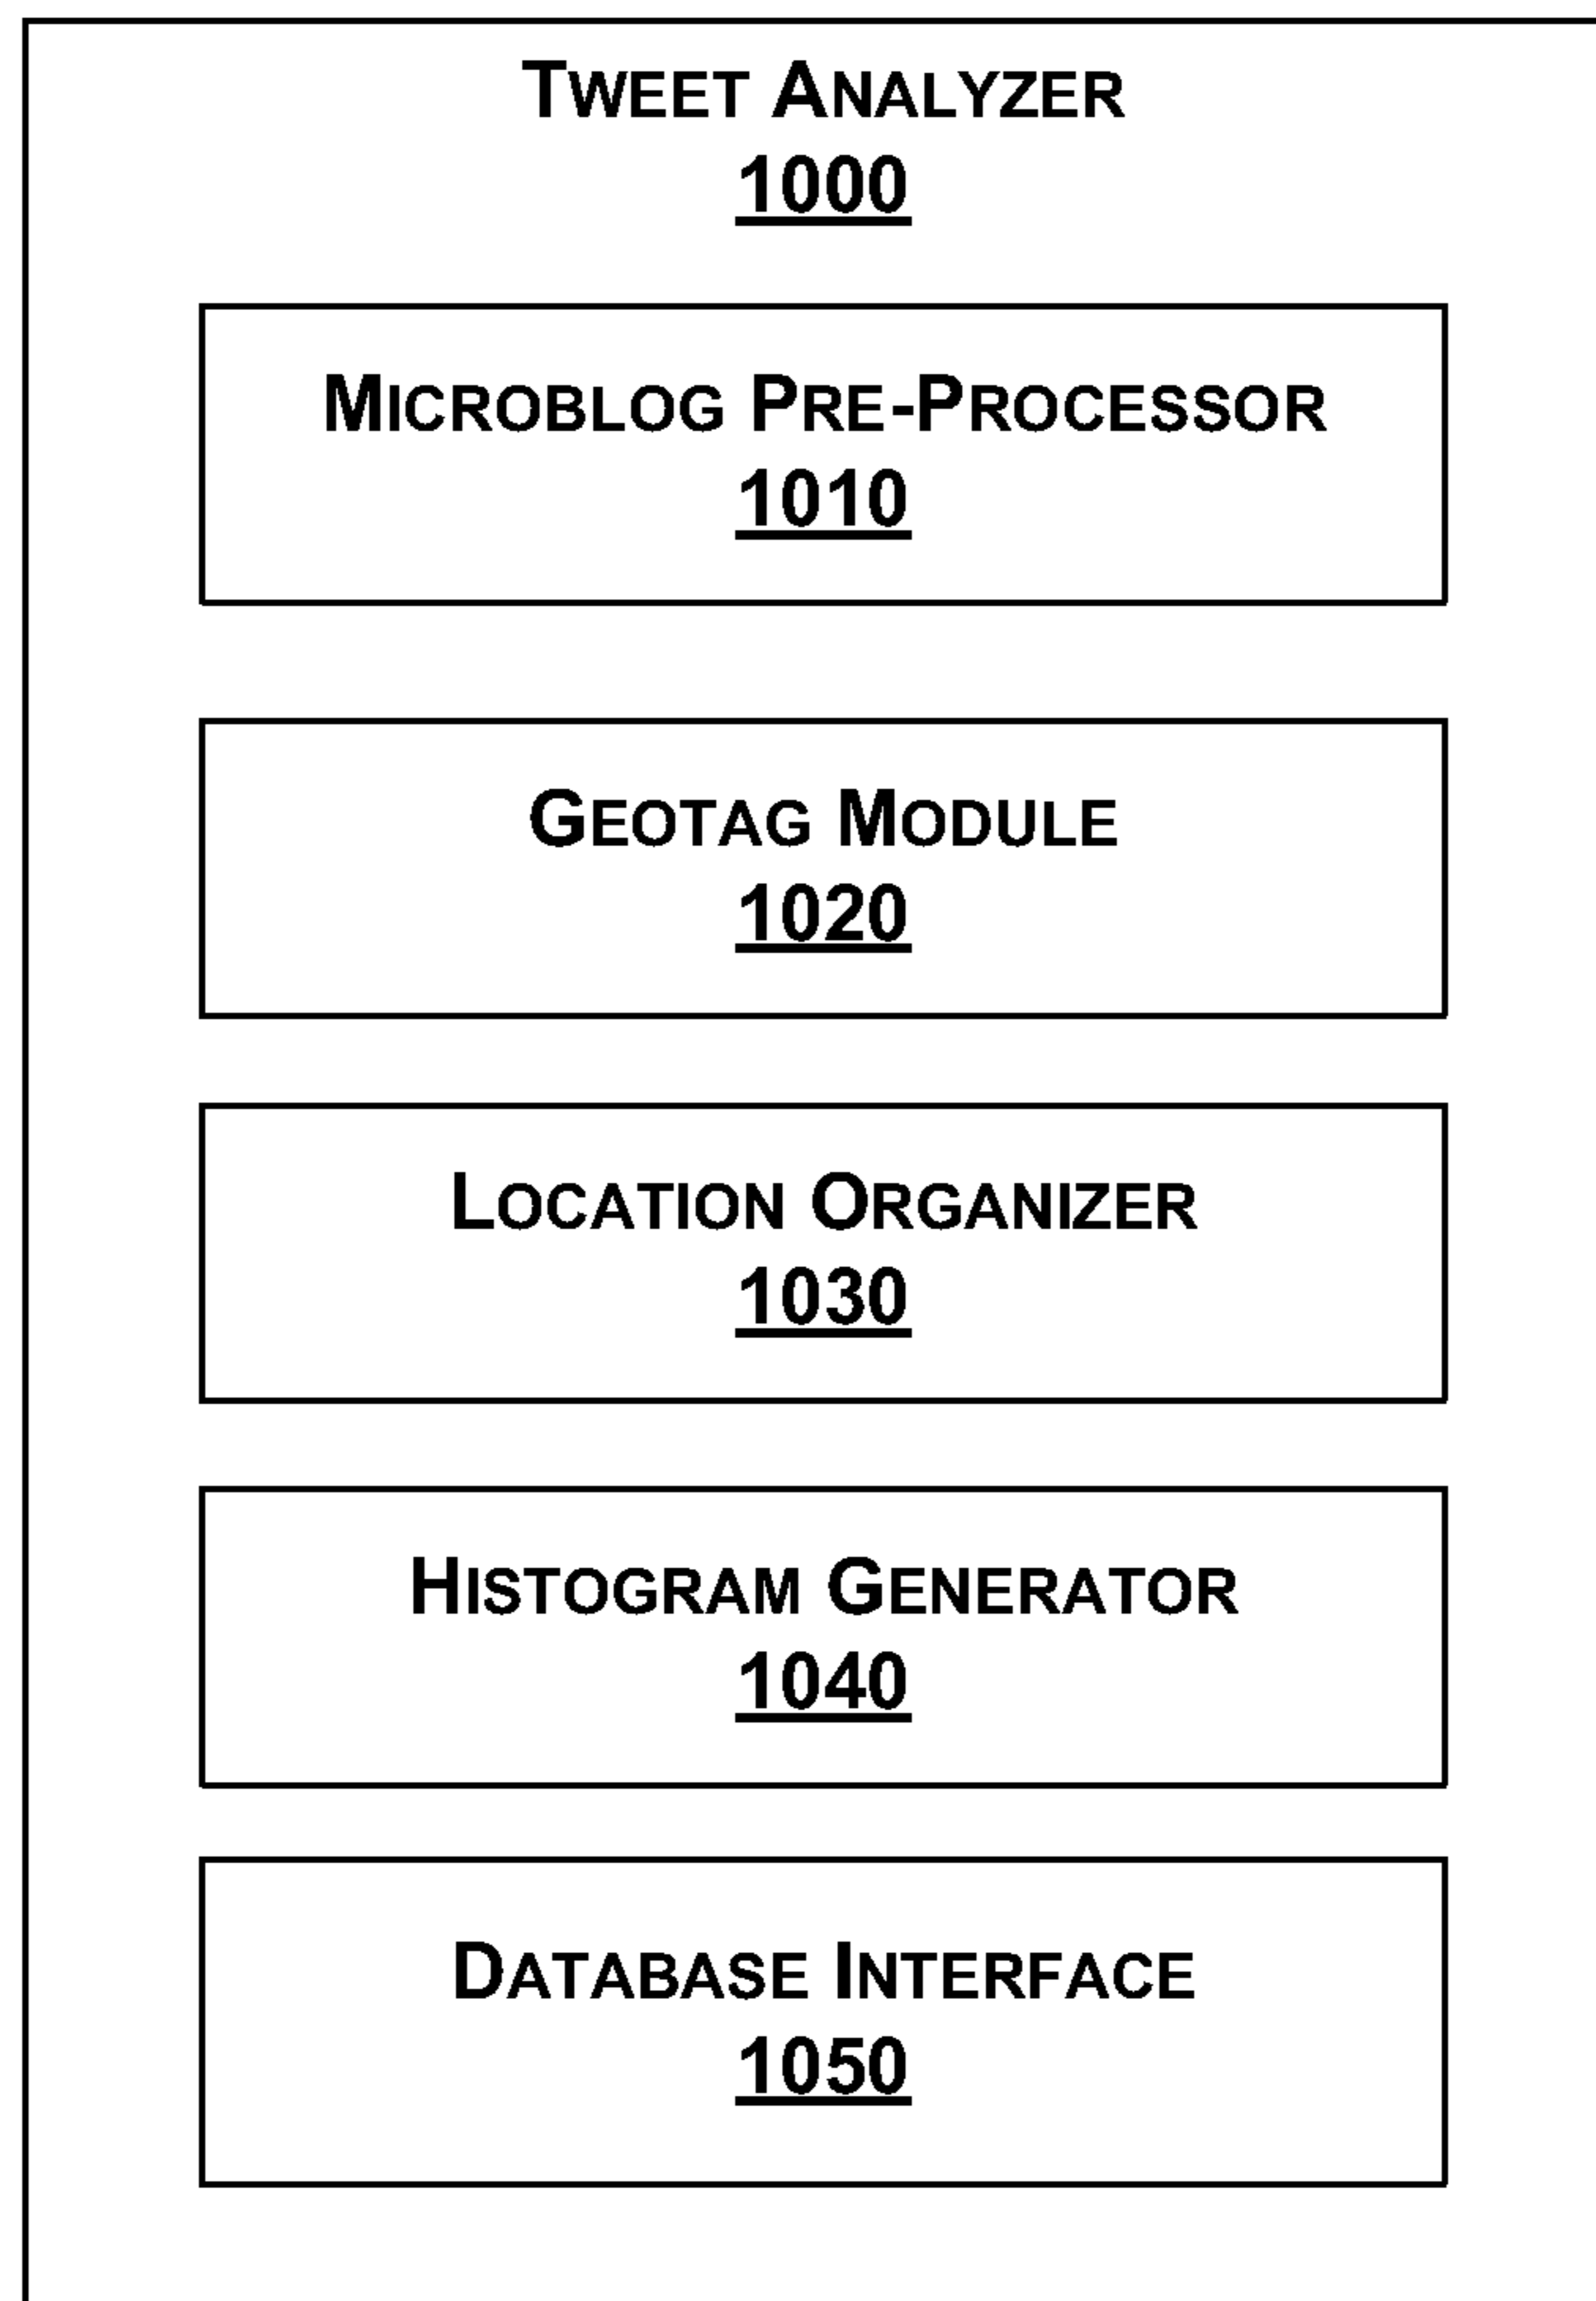 TWEET ANALYZER
1000
MICROBLOG PRE-PROCESSOR
1010
GEOTAG MODULE
1020
LOCATION ORGANIZER
1030
HISTOGRAM GENERATOR
1040
DATABASE INTERFACE
1050